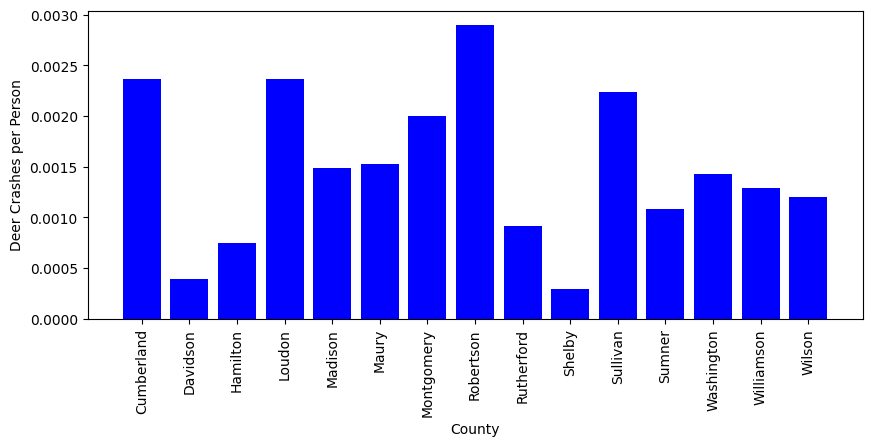 0.0030
0.0025
0.0020
0.0015
0.0010
0.0005
0.0000
Deer Crashes per Person
Cumberland
Davidson
Hamilton
Loudon
Madison
Maury
Montgomery
Robertson
Rutherford
Shelby
Sullivan
Sumner
Washington
Williamson
Wilson
County